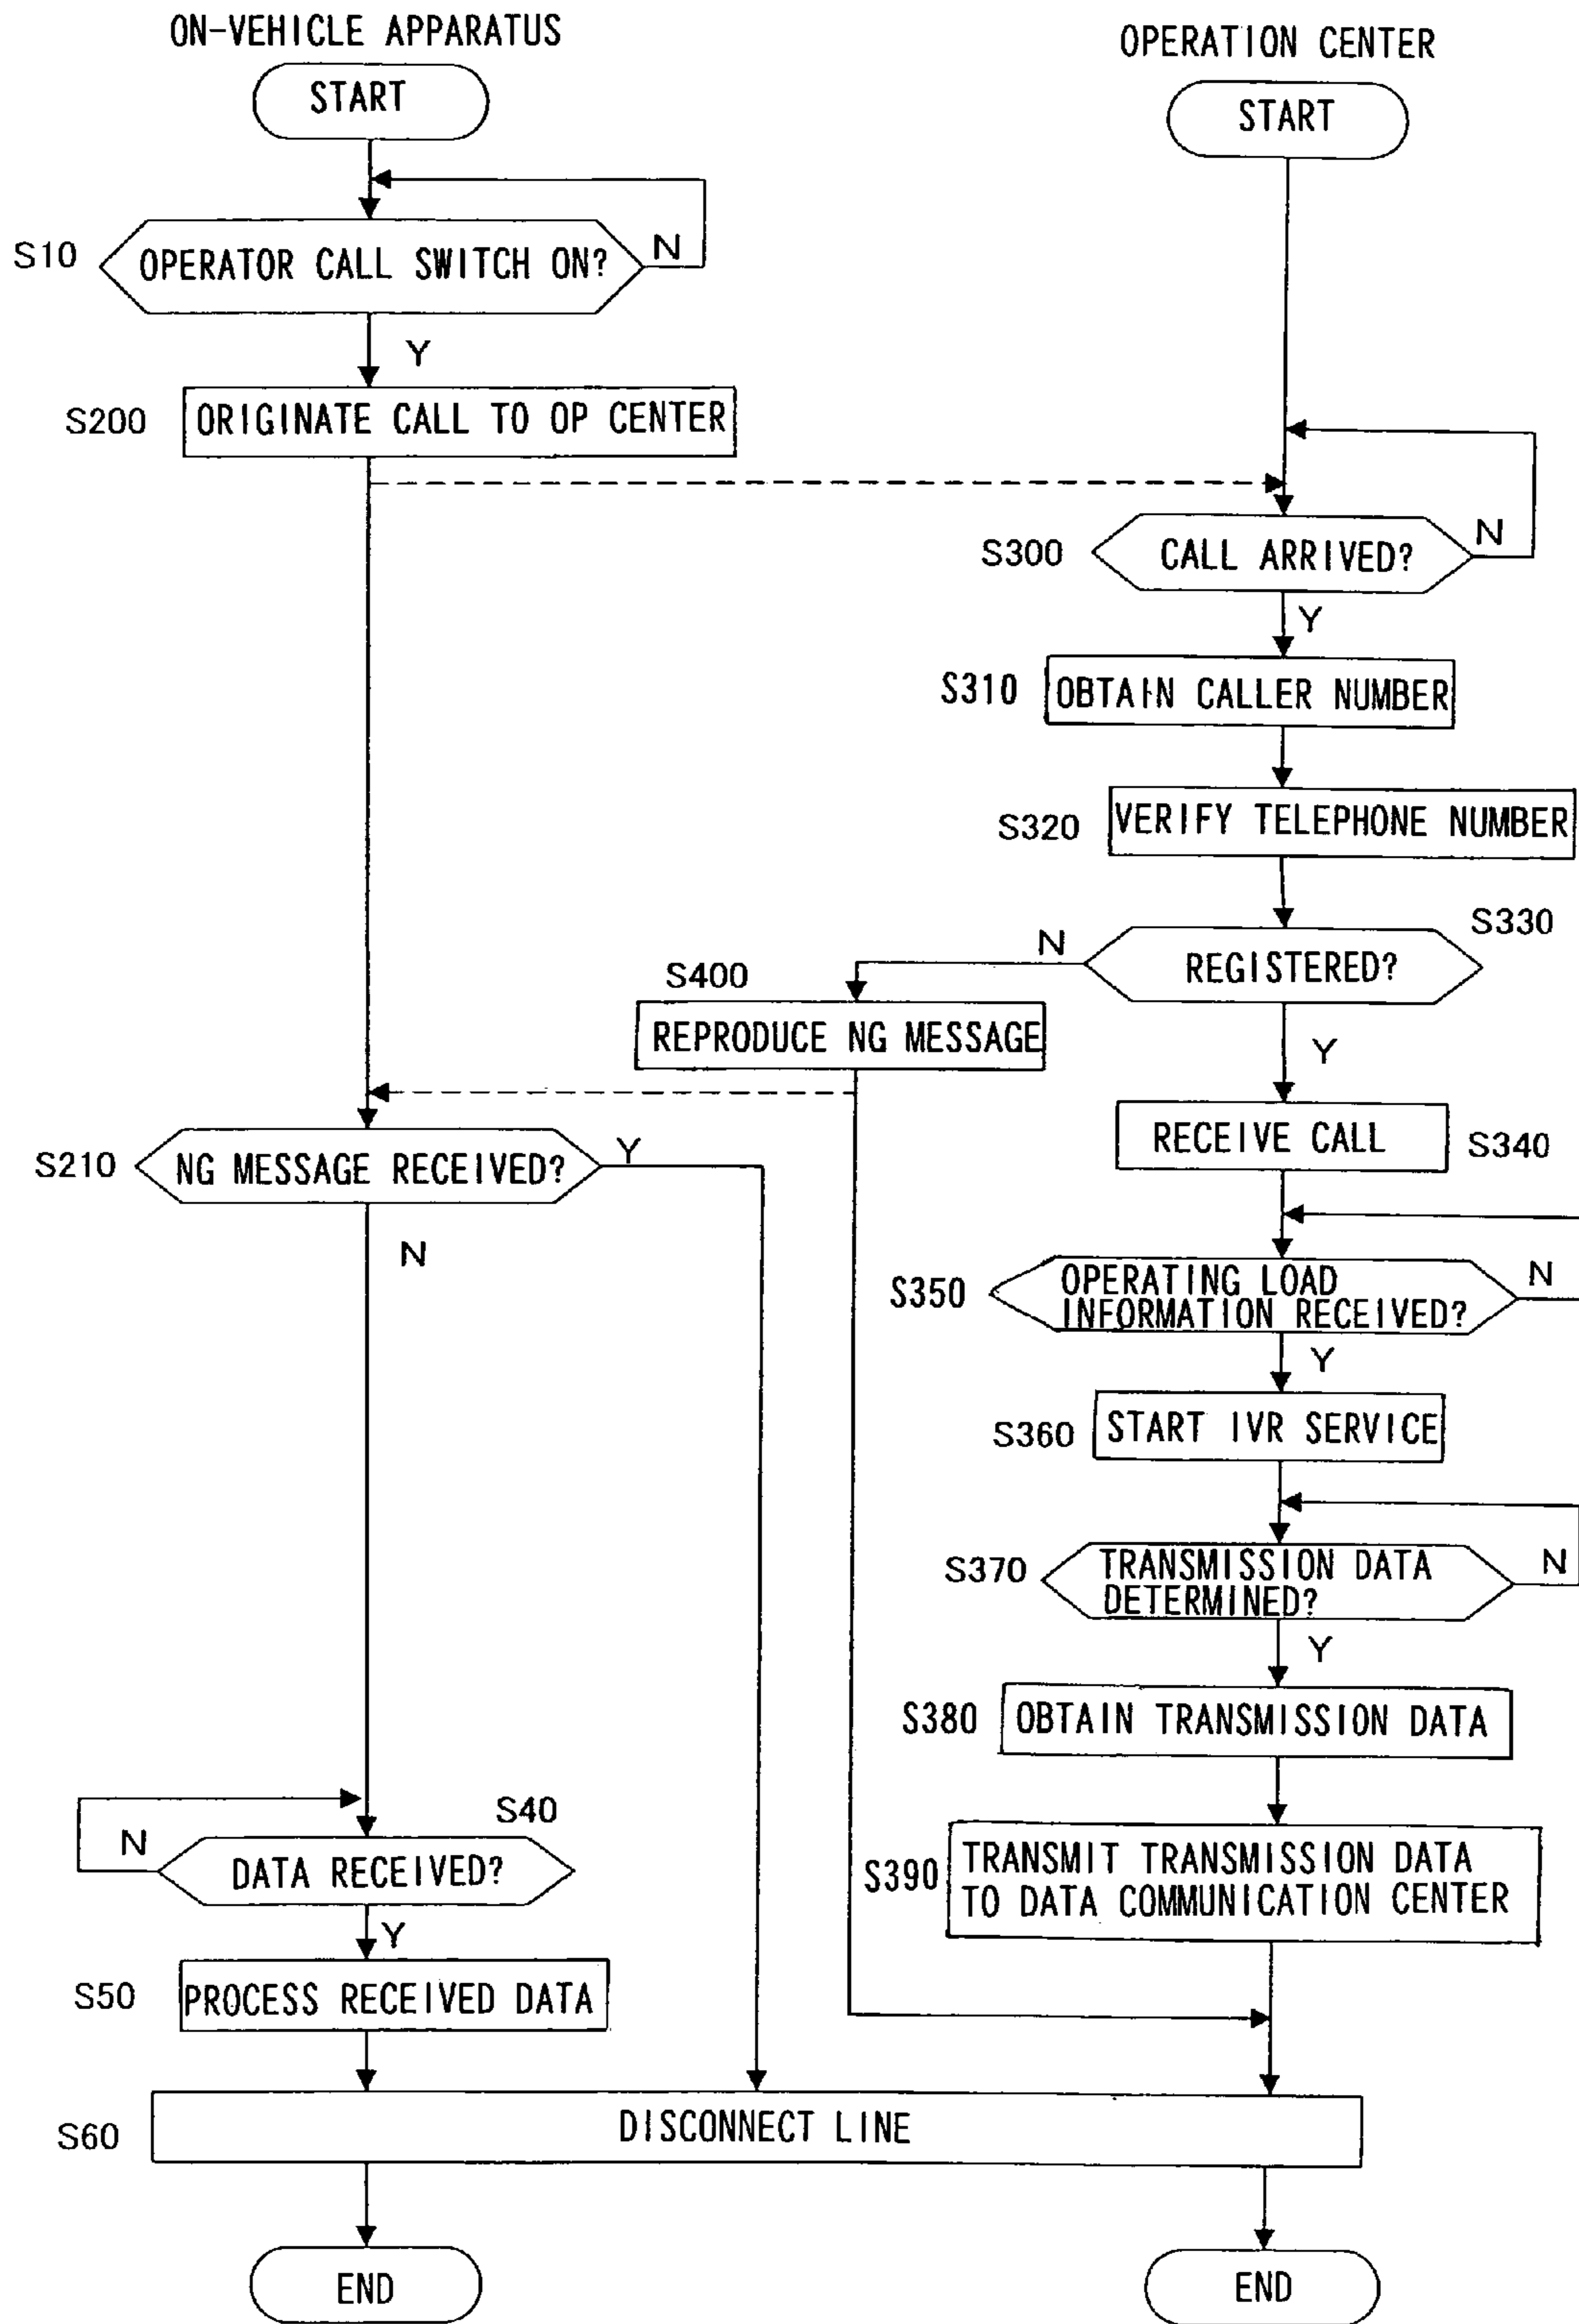 ON-VEHICLE APPARATUS
OPERATION CENTER
START
START
S10
OPERATOR CALL SWITCH ON?
N
Y
S200
ORIGINATE CALL TO OP CENTER
S300
CALL ARRIVED?
N
Y
S310
OBTAIN CALLER NUMBER
S320
VERIFY TELEPHONE NUMBER
S330
N
REGISTERED?
S400
REPRODUCE NG MESSAGE
Y
RECEIVE CALL
S340
S210
NG MESSAGE RECEIVED?
Y
N
S350
OPERATING LOAD
INFORMATION RECEIVED?
N
Y
S360
START IVR SERVICE
S370
TRANSMISSION DATA
DETERMINED?
N
Y
S380
OBTAIN TRANSMISSION DATA
S40
N
DATA RECEIVED?
S390
TRANSMIT TRANSMISSION DATA
TO DATA COMMUNICATION CENTER
Y
S50
PROCESS RECEIVED DATA
S60
DISCONNECT LINE
END
END